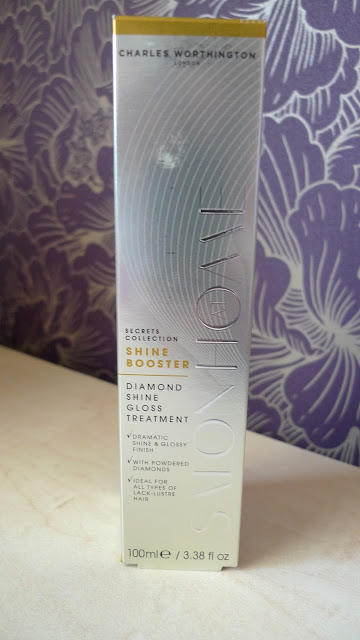 CHARLES WORTHINGTON
LONDON
SECRETS
COLLECTION
SHINE
BOOSTER
DIAMOND
SHINE
GLOSS
TREATMENT
✓ DRAMATIC
SHINE & GLOSSY
FINISH
✓ WITH POWDERED
DIAMONDS
✓ IDEAL FOR
ALL TYPES OF
LACK-LUSTRE
HAIR
100ml℮ / 3.38 fl oz